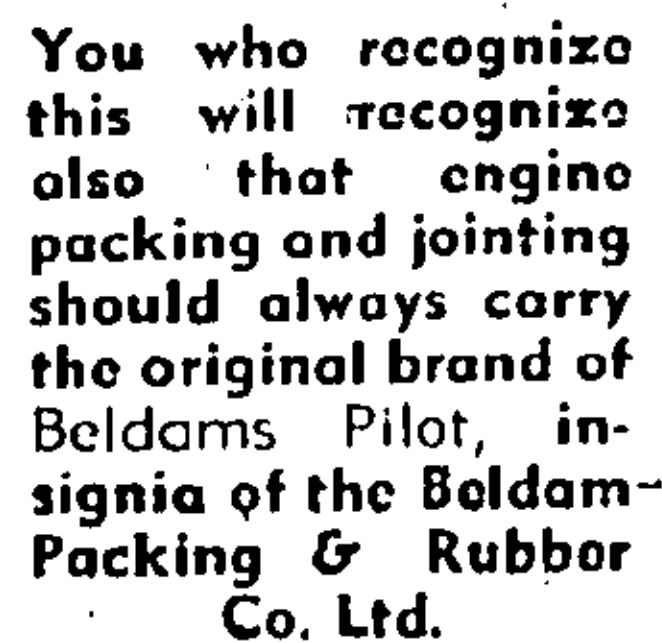 You who recognize
this will recognize
also that engine
packing and jointing
should always carry
the original brand of
Beldams Pilot, in-
signia of the Beldam
Packing & Rubber
Co. Ltd.